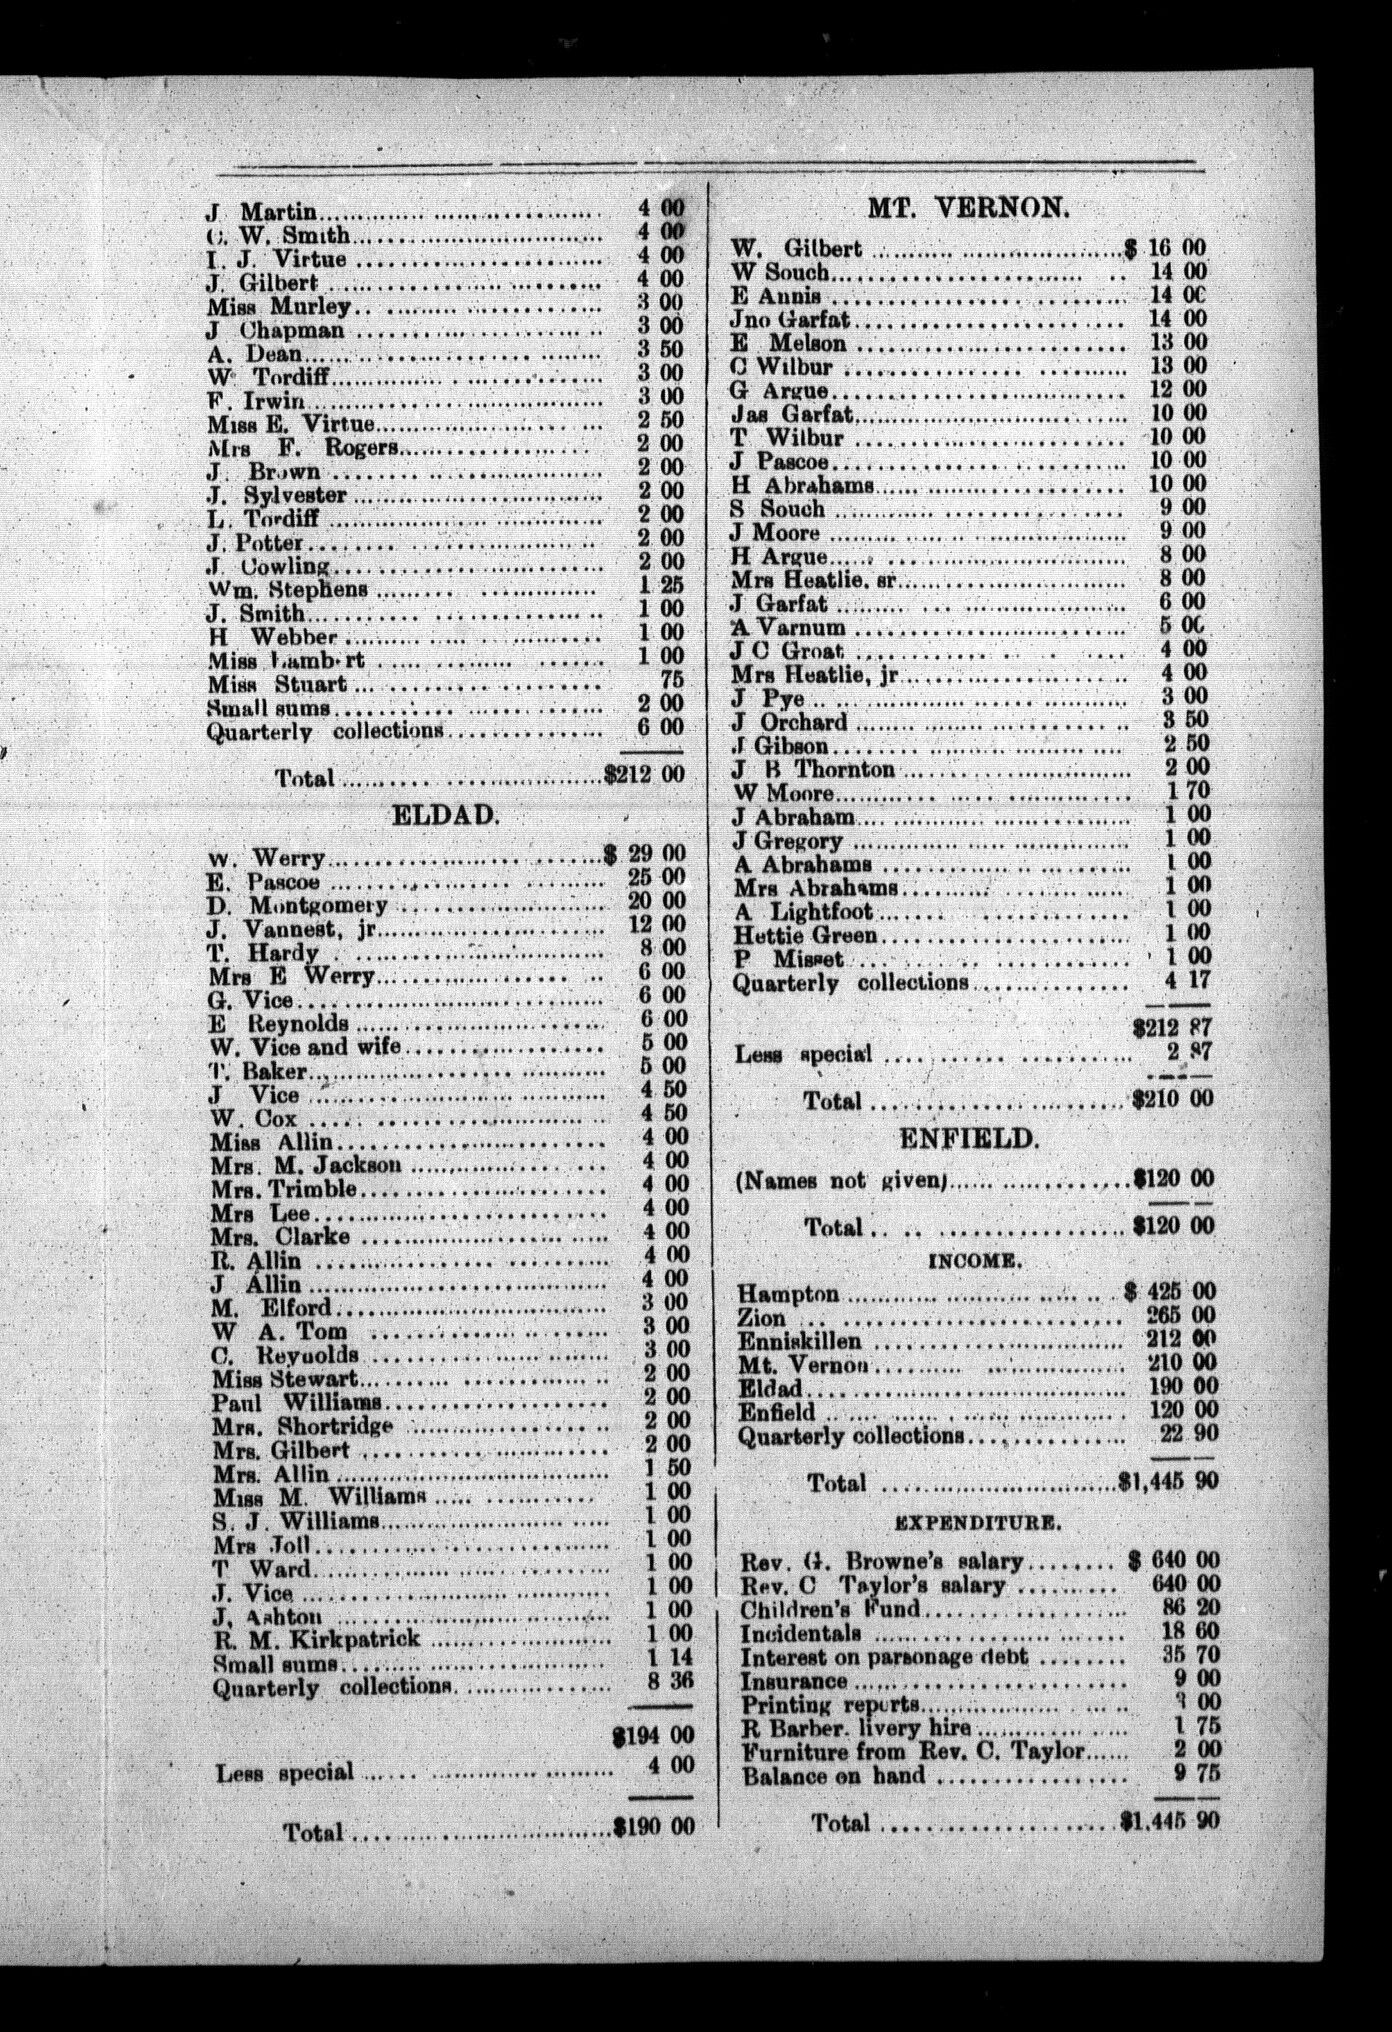 J Martin 4 00
C. W. Smith 4 00
I. J. Virtue 4 00
J. Gilbert 4 00
Miss Murley 3 00
J Chapman 3 00
A. Dean 3 50
W Tordiff 3 00
F. Irwin 3 00
Miss E. Virtue 2 50
Mrs F. Rogers 2 00
J. Brown 2 00
J. Sylvester 2 00
L. Tordiff 2 00
J. Potter 2 00
J. Cowling 2 00
Wm. Stephens 1 25
J. Smith 1 00
H Webber 1 00
Miss Lambert 1 00
Miss Stuart 75
Small sums 2 00
Quarterly collections 6 00
Total $212 00
ELDAD.
W. Werry $ 29 00
E. Pascoe 25 00
D. Montgomery 20 00
J. Vannest, jr 12 00
T. Hardy 8 00
Mrs E Werry 6 00
G. Vice 6 00
E Reynolds 6 00
W. Vice and wife 5 00
T. Baker 5 00
J Vice 4 50
W. Cox 4 50
Miss Allin 4 00
Mrs. M. Jackson 4 00
Mrs. Trimble 4 00
Mrs Lee 4 00
Mrs. Clarke 4 00
R. Allin 4 00
J Allin 4 00
M. Elford 3 00
W A. Tom 3 00
C. Reynolds 3 00
Miss Stewart 2 00
Paul Williams 2 00
Mrs. Shortridge 2 00
Mrs. Gilbert 2 00
Mrs. Allin 1 50
Miss M. Williams 1 00
S. J. Williams 1 00
Mrs Joll 1 00
T Ward 1 00
J. Vice 1 00
J. Ashton 1 00
R. M. Kirkpatrick 1 00
Small sums 1 14
Quarterly collections 8 36
$194 00
Less special 4 00
Total $190 00
MT. VERNON.
W. Gilbert $ 16 00
W Souch 14 00
E Annis 14 00
Jno Garfat 14 00
E Melson 13 00
C Wilbur 13 00
G Argue 12 00
Jas Garfat 10 00
T Wilbur 10 00
J Pascoe 10 00
H Abrahams 10 00
S Souch 9 00
J Moore 9 00
H Argue 8 00
Mrs Heatlie, sr 8 00
J Garfat 6 00
A Varnum 5 00
J C Groat 4 00
Mrs Heatlie, jr 4 00
J Pye 3 00
J Orchard 3 50
J Gibson 2 50
J B Thornton 2 00
W Moore 1 70
J Abraham 1 00
J Gregory 1 00
A Abrahams 1 00
Mrs Abrahams 1 00
A Lightfoot 1 00
Hettie Green 1 00
P Misset 1 00
Quarterly collections 4 17
$212 87
Less special 2 87
Total $210 00
ENFIELD.
(Names not given) $120 00
Total $120 00
INCOME.
Hampton $ 425 00
Zion 265 00
Enniskillen 212 00
Mt. Vernon 210 00
Eldad 190 00
Enfield 120 00
Quarterly collections 22 90
Total $1,445 90
EXPENDITURE.
Rev. G. Browne's salary $ 640 00
Rev. C Taylor's salary 640 00
Children's Fund 86 20
Incidentals 18 60
Interest on parsonage debt 35 70
Insurance 9 00
Printing reports 3 00
R Barber. livery hire 1 75
Furniture from Rev. C. Taylor 2 00
Balance on hand 9 75
Total $1,445 90